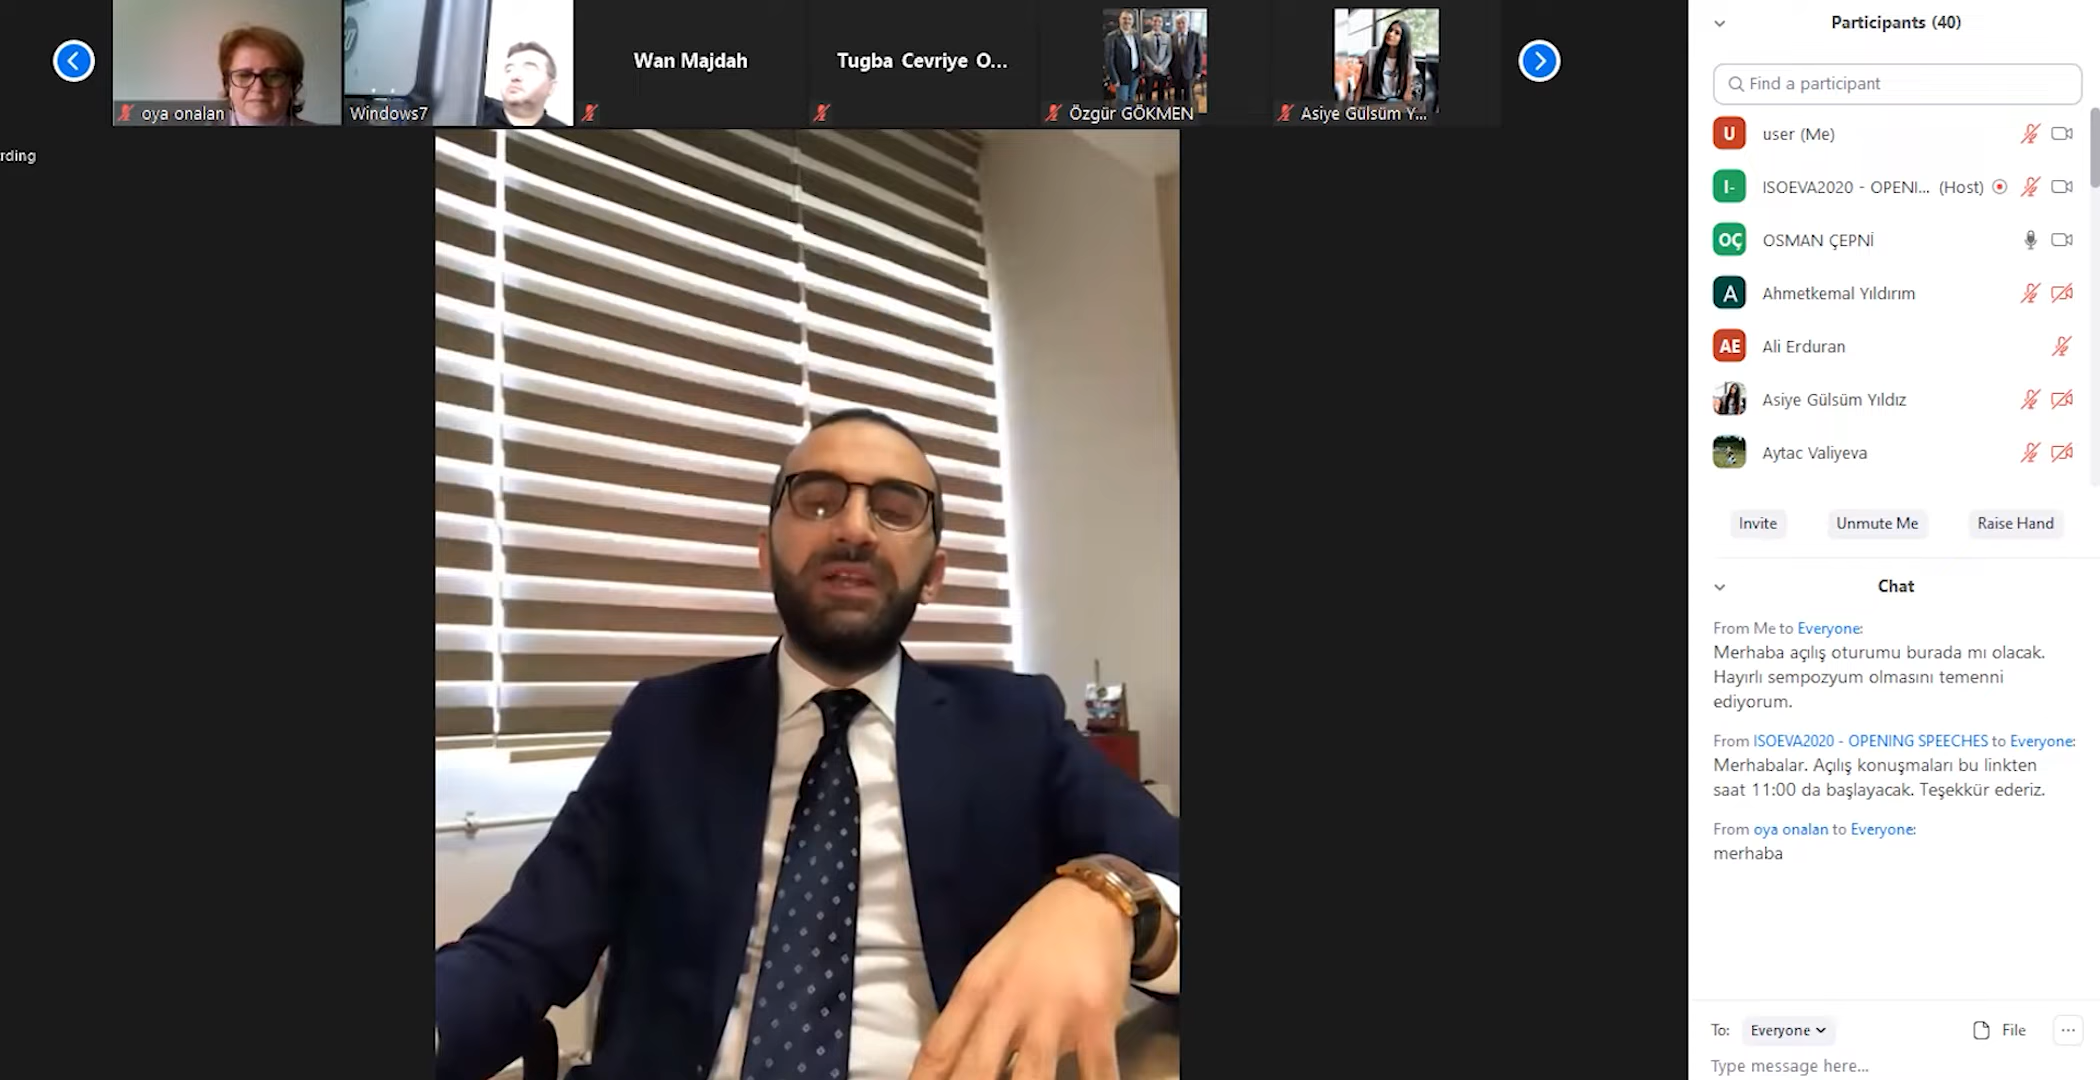 Wan Majdah
Tugba Cevriye O...
oya onalan
Windows7
Özgür GÖKMEN
Asiye Gülsüm Y...
rding
Participants (40)
Find a participant
U
user (Me)
I-
ISOEVA2020 - OPENI... (Host)
OÇ
OSMAN ÇEPNİ
A
Ahmetkemal Yıldırım
AE
Ali Erduran
Asiye Gülsüm Yıldız
Aytac Valiyeva
Invite
Unmute Me
Raise Hand
Chat
From Me to Everyone:
Merhaba açılış oturumu burada mı olacak.
Hayırlı sempozyum olmasını temenni
ediyorum.
From ISOEVA2020 - OPENING SPEECHES to Everyone:
Merhabalar. Açılış konuşmaları bu linkten
saat 11:00 da başlayacak. Teşekkür ederiz.
From oya onalan to Everyone:
merhaba
To: Everyone
File
...
Type message here...